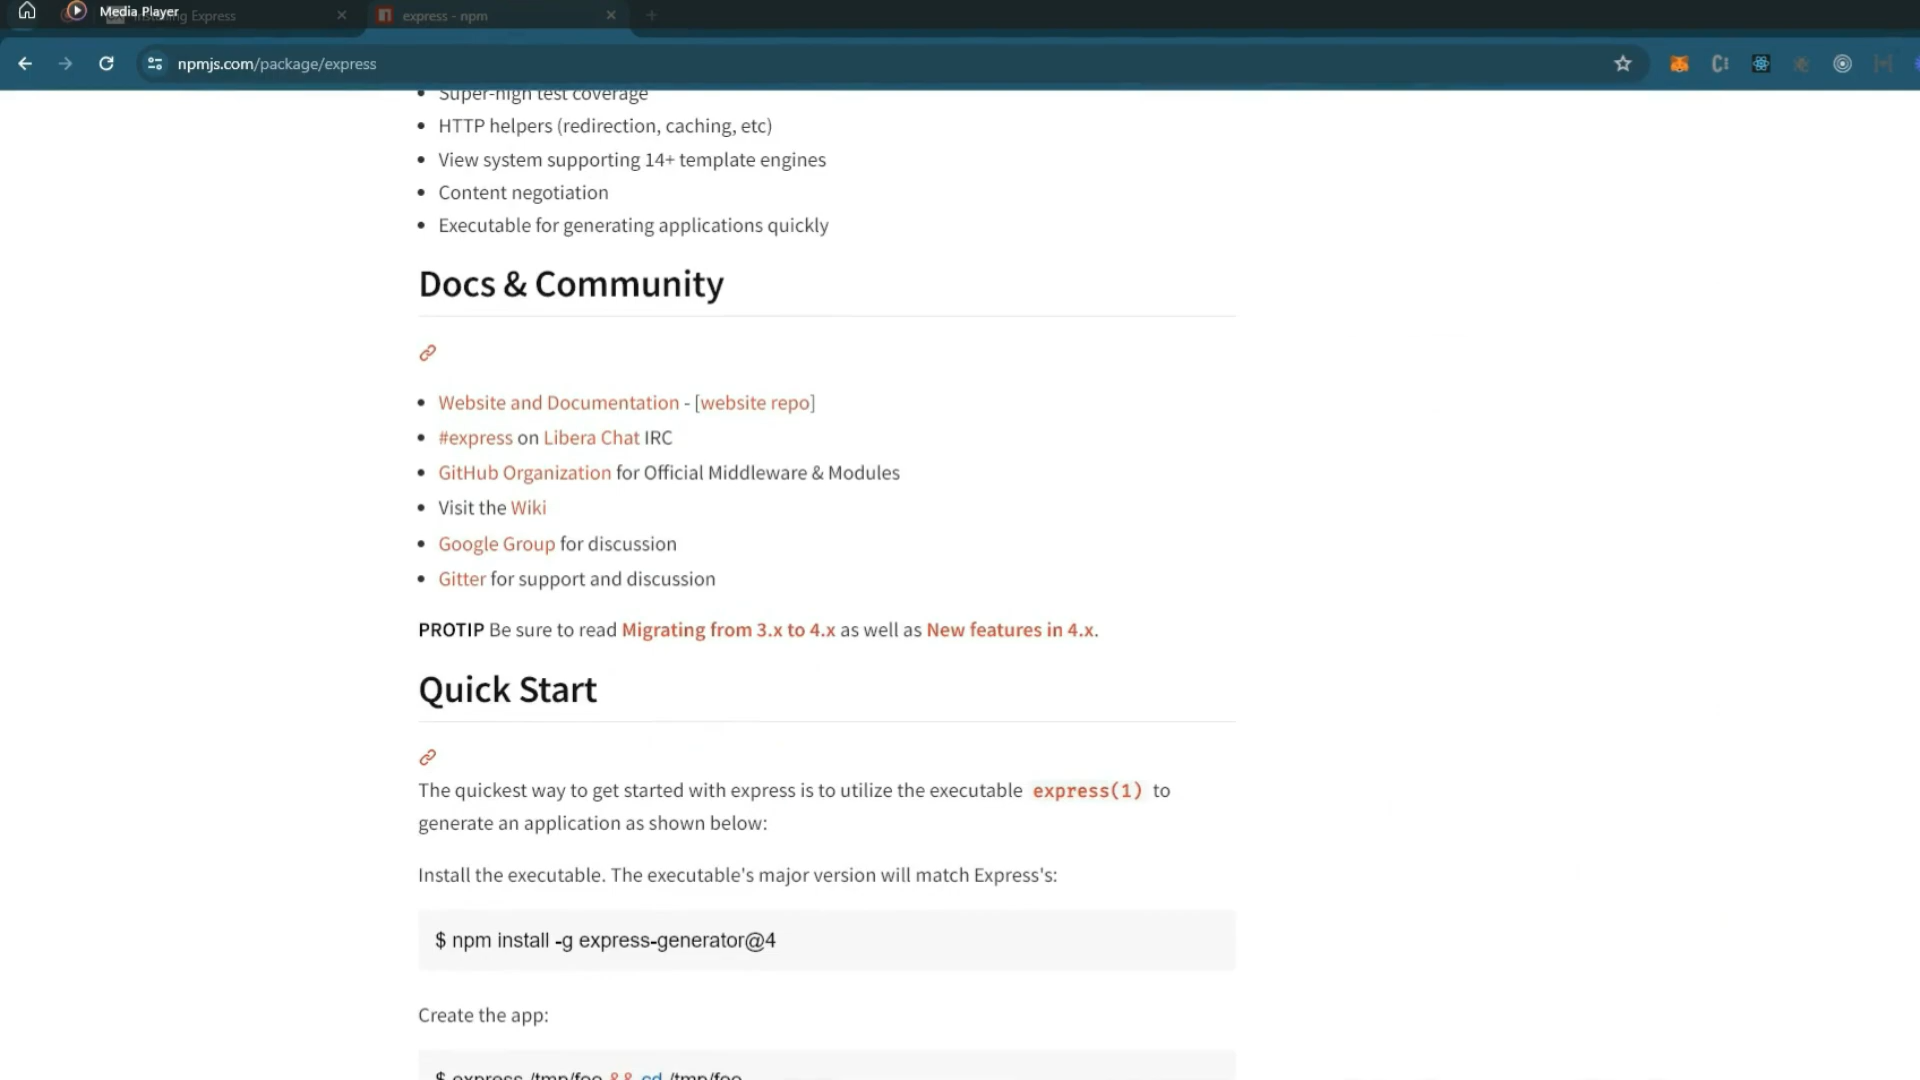 Media Player
Installing Express
express - npm
npmjs.com/package/express
Super-high test coverage
HTTP helpers (redirection, caching, etc)
View system supporting 14+ template engines
Content negotiation
Executable for generating applications quickly
Docs & Community
Website and Documentation - [website repo]
#express on Libera Chat IRC
GitHub Organization for Official Middleware & Modules
Visit the Wiki
Google Group for discussion
Gitter for support and discussion
PROTIP Be sure to read Migrating from 3.x to 4.x as well as New features in 4.x.
Quick Start
The quickest way to get started with express is to utilize the executable express(1) to
generate an application as shown below:
Install the executable. The executable's major version will match Express's:
$ npm install -g express-generator@4
Create the app:
$ express /tmp/foo && cd /tmp/foo